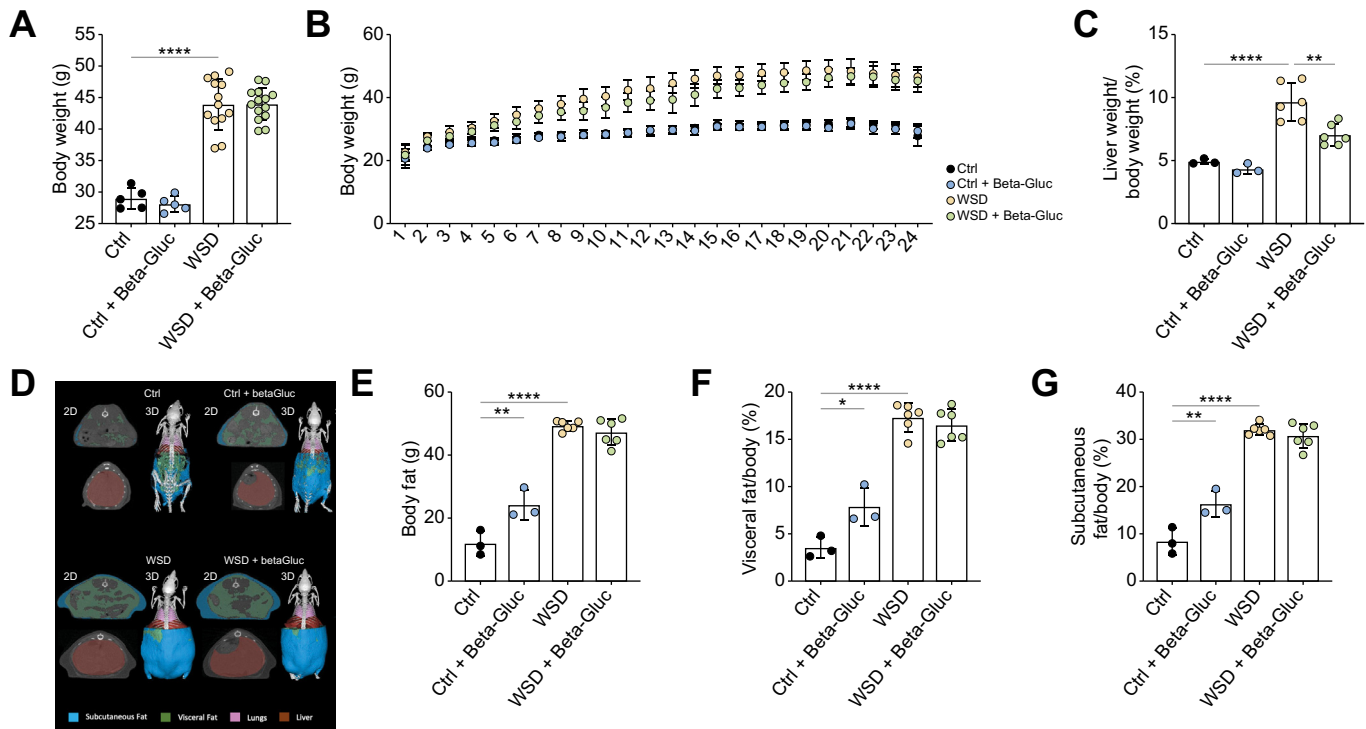 A
Body weight (g)
55
50
45
40
35
30
25
****
Ctrl
Ctrl + Beta-Gluc
WSD
WSD + Beta-Gluc
B
Body weight (g)
60
40
20
0
1 2 3 4 5 6 7 8 9 10 11 12 13 14 15 16 17 18 19 20 21 22 23 24
Ctrl
Ctrl + Beta-Gluc
WSD
WSD + Beta-Gluc
C
Liver weight/
body weight (%)
15
10
5
0
**** **
Ctrl
Ctrl + Beta-Gluc
WSD
WSD + Beta-Gluc
D
Ctrl
2D 3D
Ctrl + betaGluc
2D 3D
WSD
2D 3D
WSD + betaGluc
2D 3D
Subcutaneous Fat Visceral Fat Lungs Liver
E
Body fat (g)
60
40
20
0
****
**
Ctrl
Ctrl + Beta-Gluc
WSD
WSD + Beta-Gluc
F
Visceral fat/body (%)
20
15
10
5
0
****
*
Ctrl
Ctrl + Beta-Gluc
WSD
WSD + Beta-Gluc
G
Subcutaneous
fat/body (%)
40
30
20
10
0
****
**
Ctrl
Ctrl + Beta-Gluc
WSD
WSD + Beta-Gluc